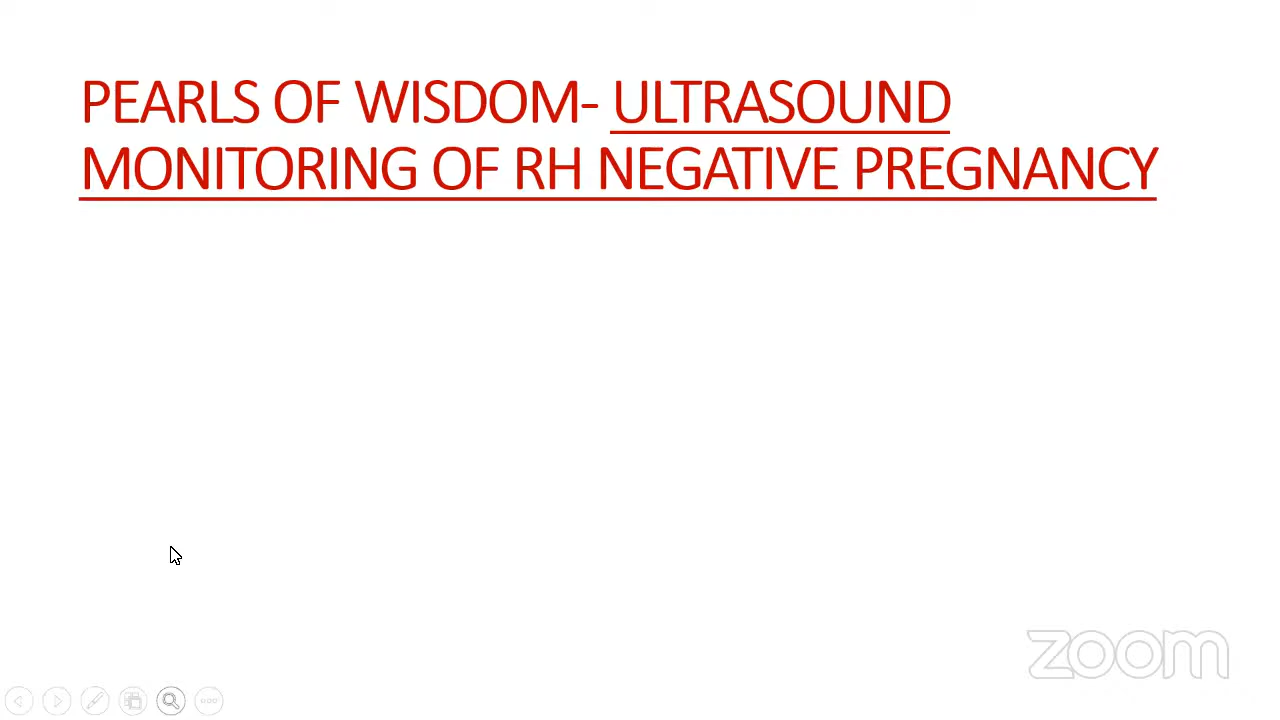 PEARLS OF WISDOM- ULTRASOUND
MONITORING OF RH NEGATIVE PREGNANCY
zoom